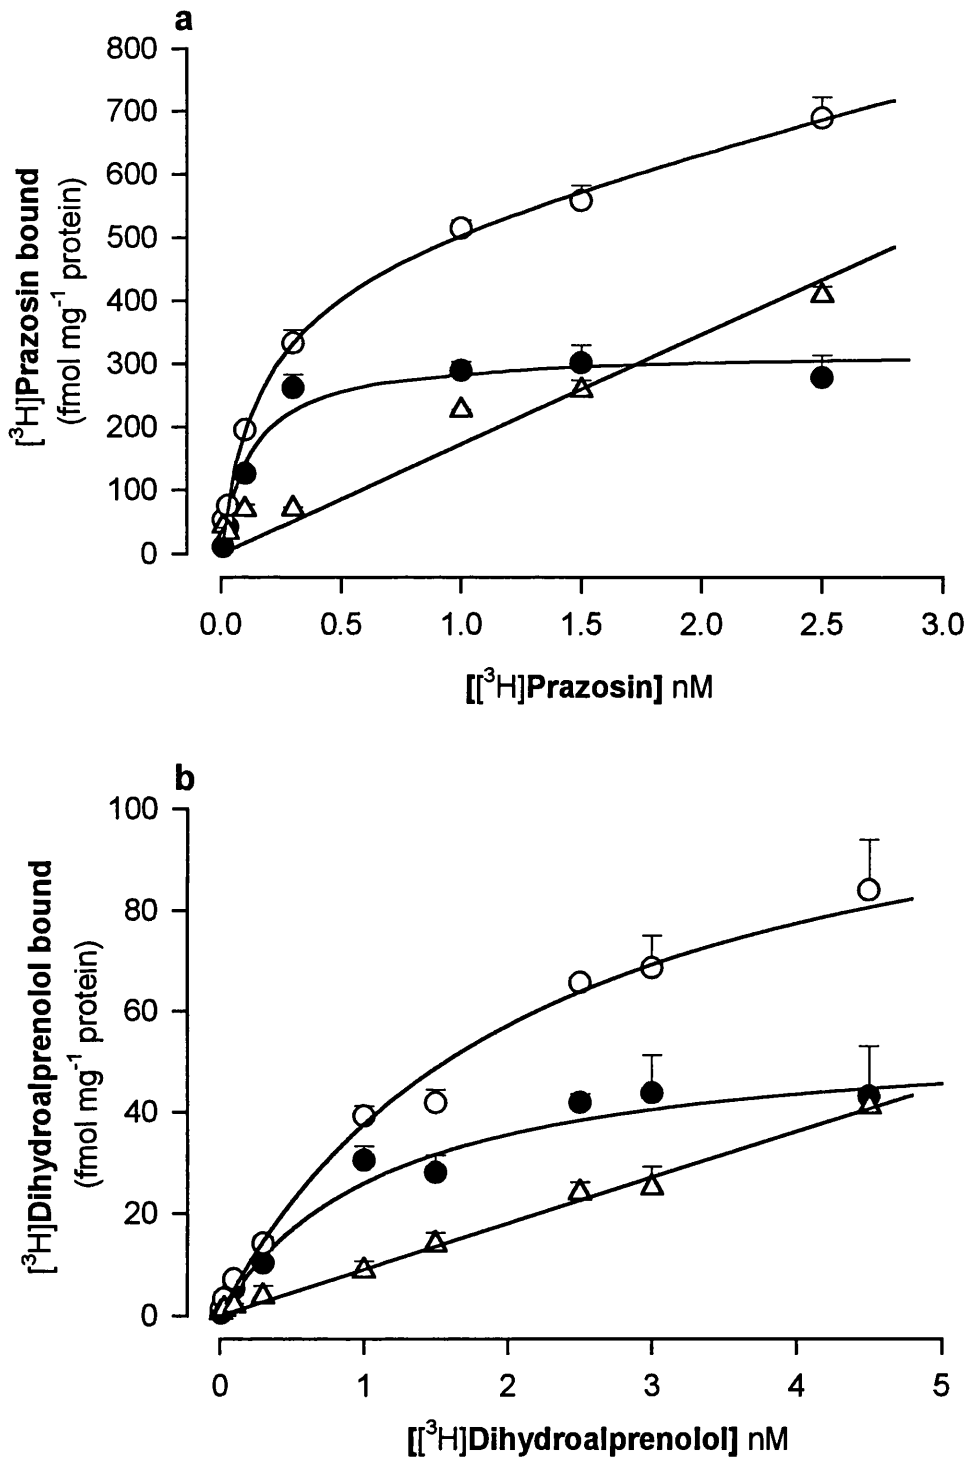 a
800
700
600
500
400
300
200
100
0
[³H]Prazosin bound
(fmol mg⁻¹ protein)
0.0 0.5 1.0 1.5 2.0 2.5 3.0
[[³H]Prazosin] nM
b
100
80
60
40
20
0
[³H]Dihydroalprenolol bound
(fmol mg⁻¹ protein)
0 1 2 3 4 5
[[³H]Dihydroalprenolol] nM